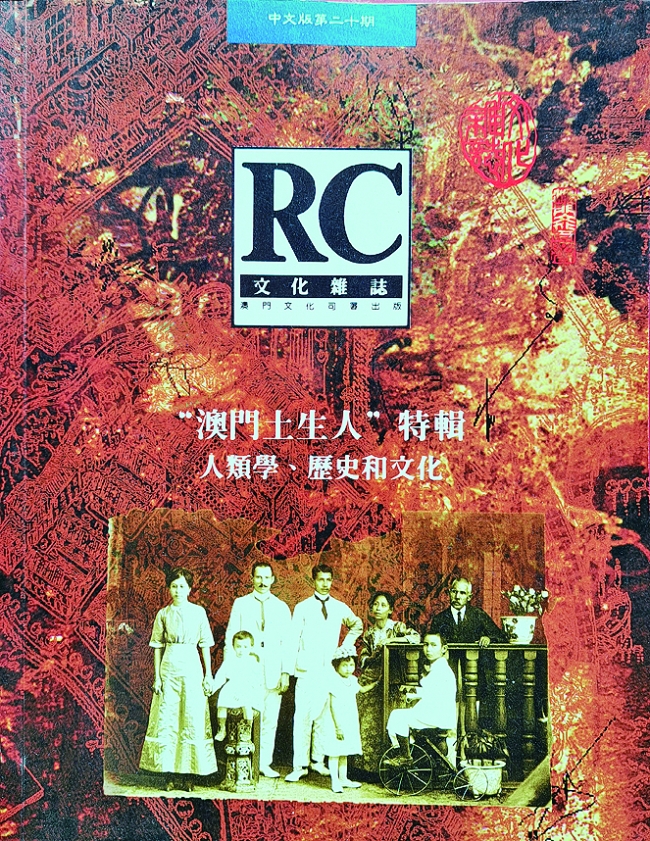 中文版第二十期
RC
文化雜誌
澳門文化司署出版
“澳門土生人”特輯
人類學、歷史和文化